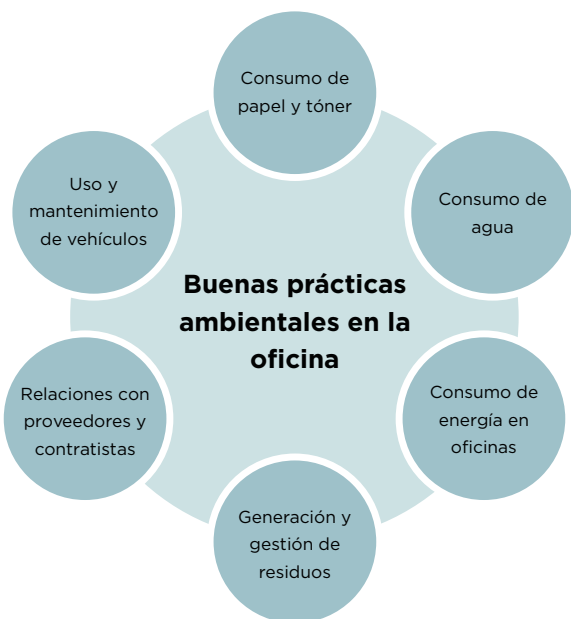 Consumo de
papel y tóner
Uso y
mantenimiento
de vehículos
Consumo de
agua
Buenas prácticas
ambientales en la
oficina
Relaciones con
proveedores y
contratistas
Consumo de
energía en
oficinas
Generación y
gestión de
residuos